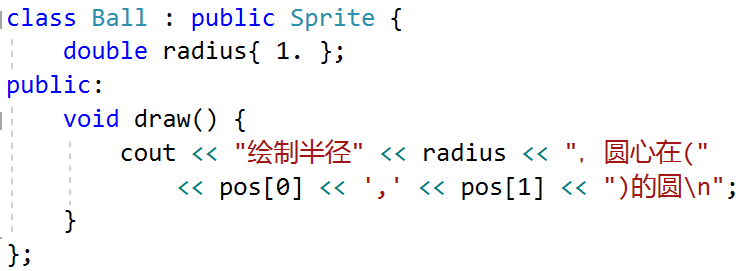 class Ball : public Sprite {
    double radius{ 1. };
public:
    void draw() {
        cout << "绘制半径" << radius << ", 圆心在("
            << pos[0] << ',' << pos[1] << ")的圆\n";
    }
};